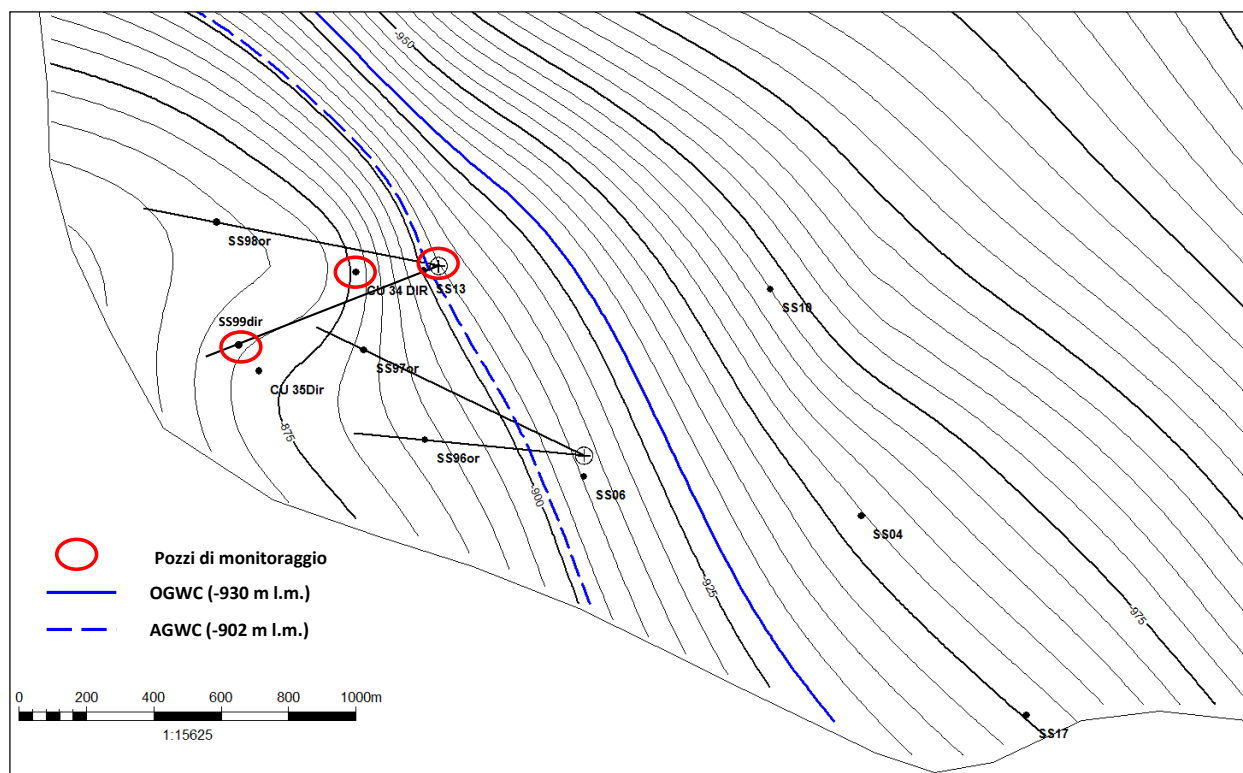 -950
SS98or
CU 34 DIR
SS13
SS10
SS99dir
SS97or
CU 35Dir
-875
SS96or
-900
SS06
SS04
-925
-975
SS17
Pozzi di monitoraggio
OGWC (-930 m l.m.)
AGWC (-902 m l.m.)
0 200 400 600 800 1000m
1:15625